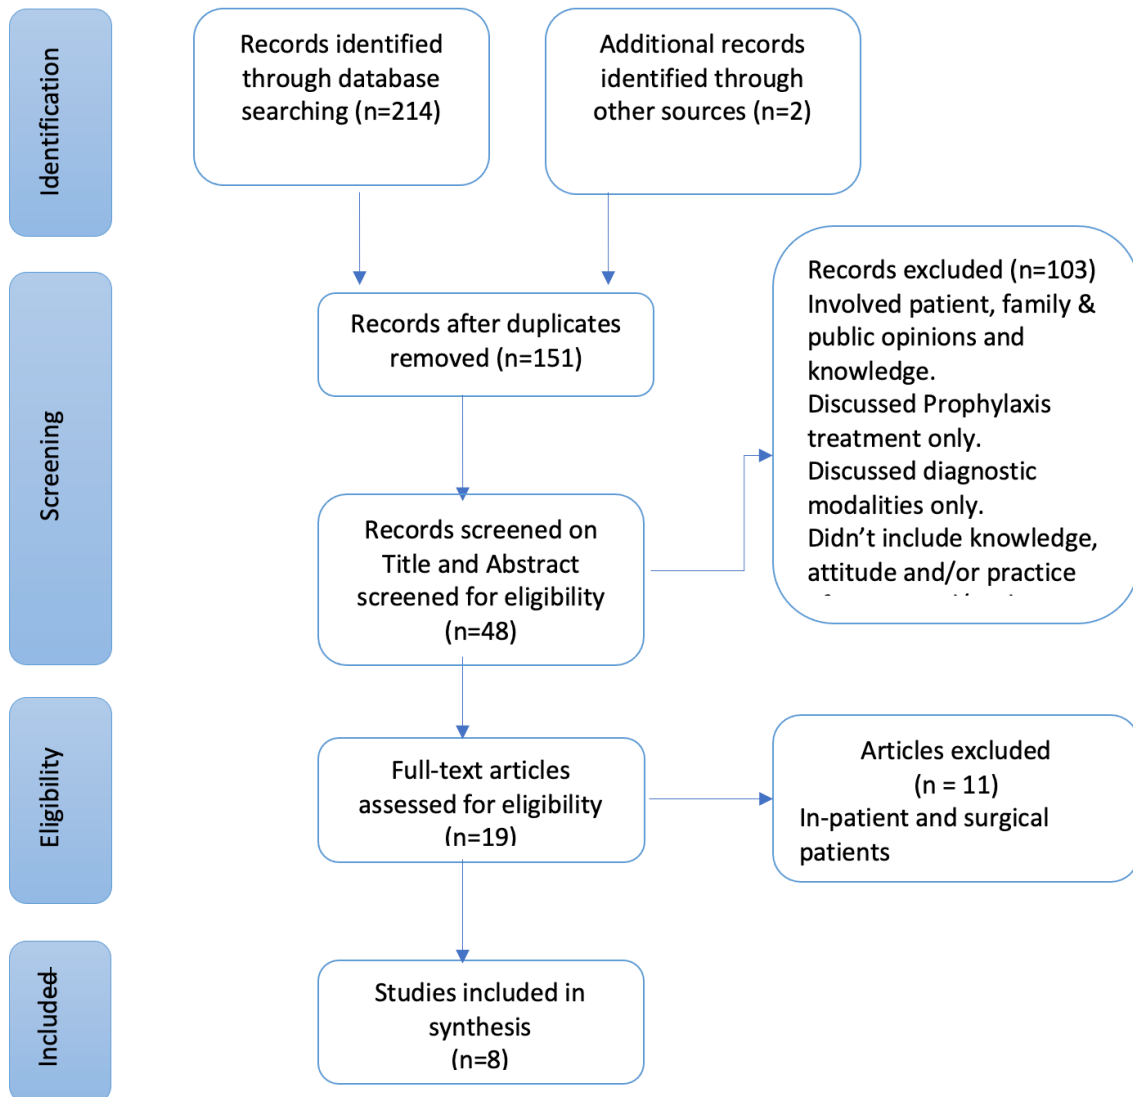 Identification
Records identified
through database
searching (n=214)
Additional records
identified through
other sources (n=2)
Screening
Records after duplicates
removed (n=151)
Records excluded (n=103)
Involved patient, family &
public opinions and
knowledge.
Discussed Prophylaxis
treatment only.
Discussed diagnostic
modalities only.
Didn’t include knowledge,
attitude and/or practice
Records screened on
Title and Abstract
screened for eligibility
(n=48)
Eligibility
Full-text articles
assessed for eligibility
(n=19)
Articles excluded
(n = 11)
In-patient and surgical
patients
Included
Studies included in
synthesis
(n=8)